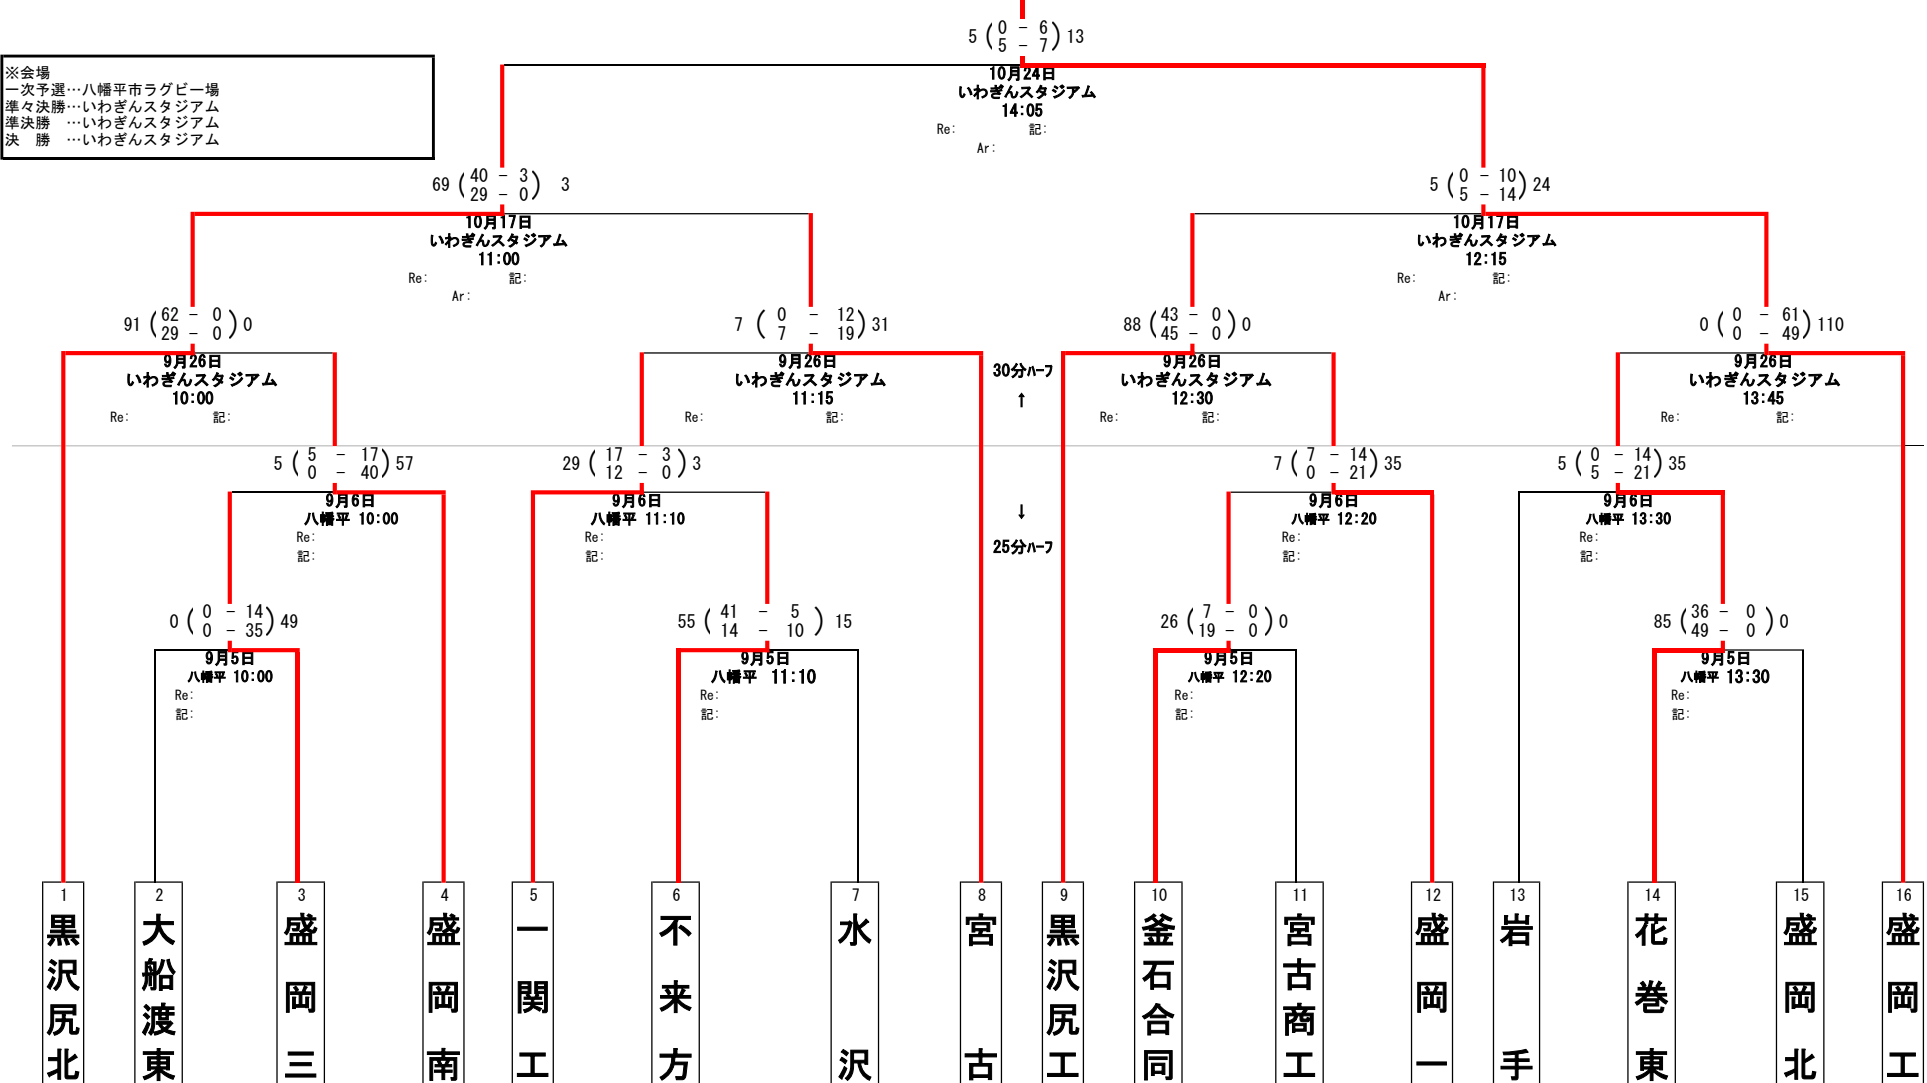 5 ( 0 - 6 ) 13
5 - 7
10月24日
いわぎんスタジアム
14:05
Re: 記:
Ar:
※会場
一次予選…八幡平市ラグビー場
準々決勝…いわぎんスタジアム
準決勝 …いわぎんスタジアム
決 勝 …いわぎんスタジアム
69 ( 40 - 3 ) 3
29 - 0
10月17日
いわぎんスタジアム
11:00
Re: 記:
Ar:
5 ( 0 - 10 ) 24
5 - 14
10月17日
いわぎんスタジアム
12:15
Re: 記:
Ar:
91 ( 62 - 0 ) 0
29 - 0
9月26日
いわぎんスタジアム
10:00
Re: 記:
7 ( 0 - 12 ) 31
7 - 19
9月26日
いわぎんスタジアム
11:15
Re: 記:
30分ハーフ
↑
88 ( 43 - 0 ) 0
45 - 0
9月26日
いわぎんスタジアム
12:30
Re: 記:
0 ( 0 - 61 ) 110
0 - 49
9月26日
いわぎんスタジアム
13:45
Re: 記:
5 ( 5 - 17 ) 57
0 - 40
9月6日
八幡平 10:00
Re:
記:
29 ( 17 - 3 ) 3
12 - 0
9月6日
八幡平 11:10
Re:
記:
↓
25分ハーフ
7 ( 7 - 14 ) 35
0 - 21
9月6日
八幡平 12:20
Re:
記:
5 ( 0 - 14 ) 35
5 - 21
9月6日
八幡平 13:30
Re:
記:
0 ( 0 - 14 ) 49
0 - 35
9月5日
八幡平 10:00
Re:
記:
55 ( 41 - 5 ) 15
14 - 10
9月5日
八幡平 11:10
Re:
記:
26 ( 7 - 0 ) 0
19 - 0
9月5日
八幡平 12:20
Re:
記:
85 ( 36 - 0 ) 0
49 - 0
9月5日
八幡平 13:30
Re:
記:
1
黒沢尻北
2
大船渡東
3
盛岡三
4
盛岡南
5
一関工
6
不来方
7
水沢
8
宮古
9
黒沢尻工
10
釜石合同
11
宮古商工
12
盛岡一
13
岩手
14
花巻東
15
盛岡北
16
盛岡工